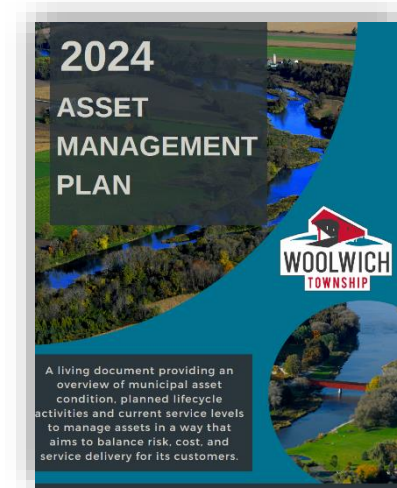 2024
ASSET
MANAGEMENT
PLAN
WOOLWICH
TOWNSHIP
A living document providing an
overview of municipal asset
condition, planned lifecycle
activities and current service levels
to manage assets in a way that
aims to balance risk, cost, and
service delivery for its customers.